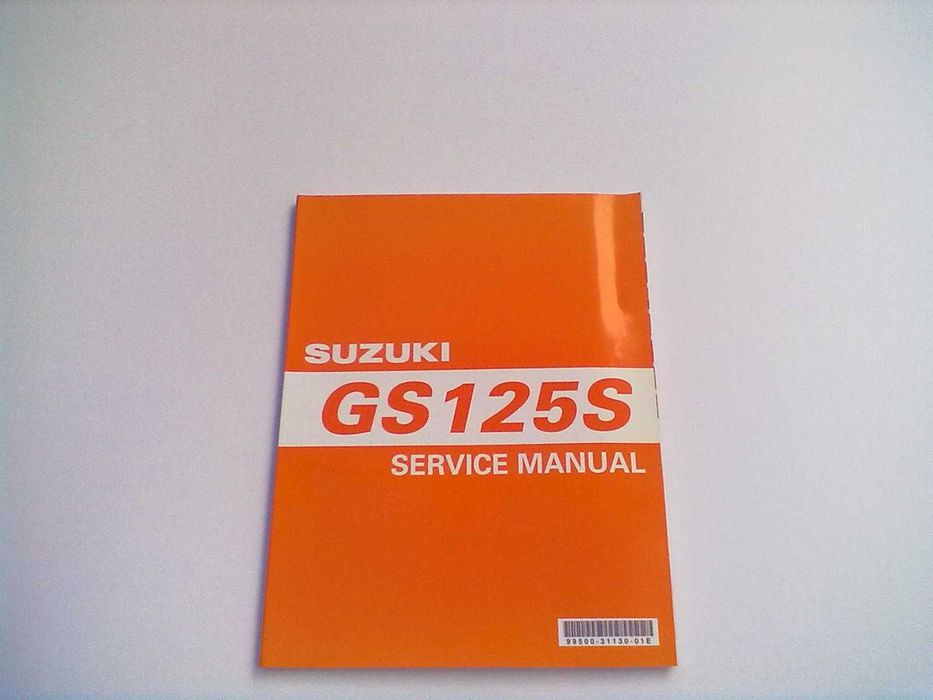 SUZUKI
GS125S
SERVICE MANUAL
99500-31130-01E